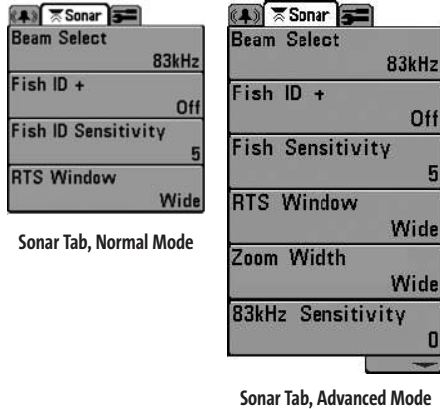 Sonar
Beam Select
83kHz
Fish ID +
Off
Fish ID Sensitivity
5
RTS Window
Wide
Sonar Tab, Normal Mode
Sonar
Beam Select
83kHz
Fish ID +
Off
Fish Sensitivity
5
RTS Window
Wide
Zoom Width
Wide
83kHz Sensitivity
0
Sonar Tab, Advanced Mode